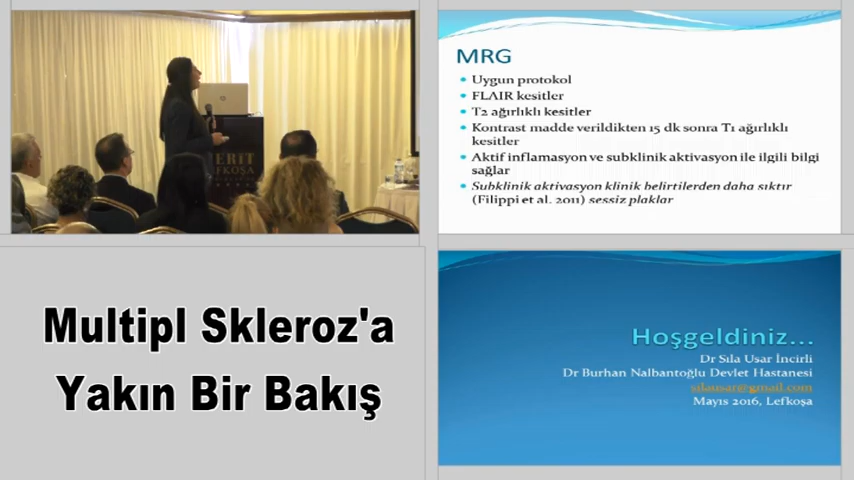 ERIT
EFKOŞA
MRG
Uygun protokol
FLAIR kesitler
T2 ağırlıklı kesitler
Kontrast madde verildikten 15 dk sonra T1 ağırlıklı
kesitler
Aktif inflamasyon ve subklinik aktivasyon ile ilgili bilgi
sağlar
Subklinik aktivasyon klinik belirtilerden daha sıktır
(Filippi et al. 2011) sessiz plaklar
Multipl Skleroz'a
Yakın Bir Bakış
Hoşgeldiniz...
Dr Sıla Usar İncirli
Dr Burhan Nalbantoğlu Devlet Hastanesi
silausar@gmail.com
Mayıs 2016, Lefkoşa